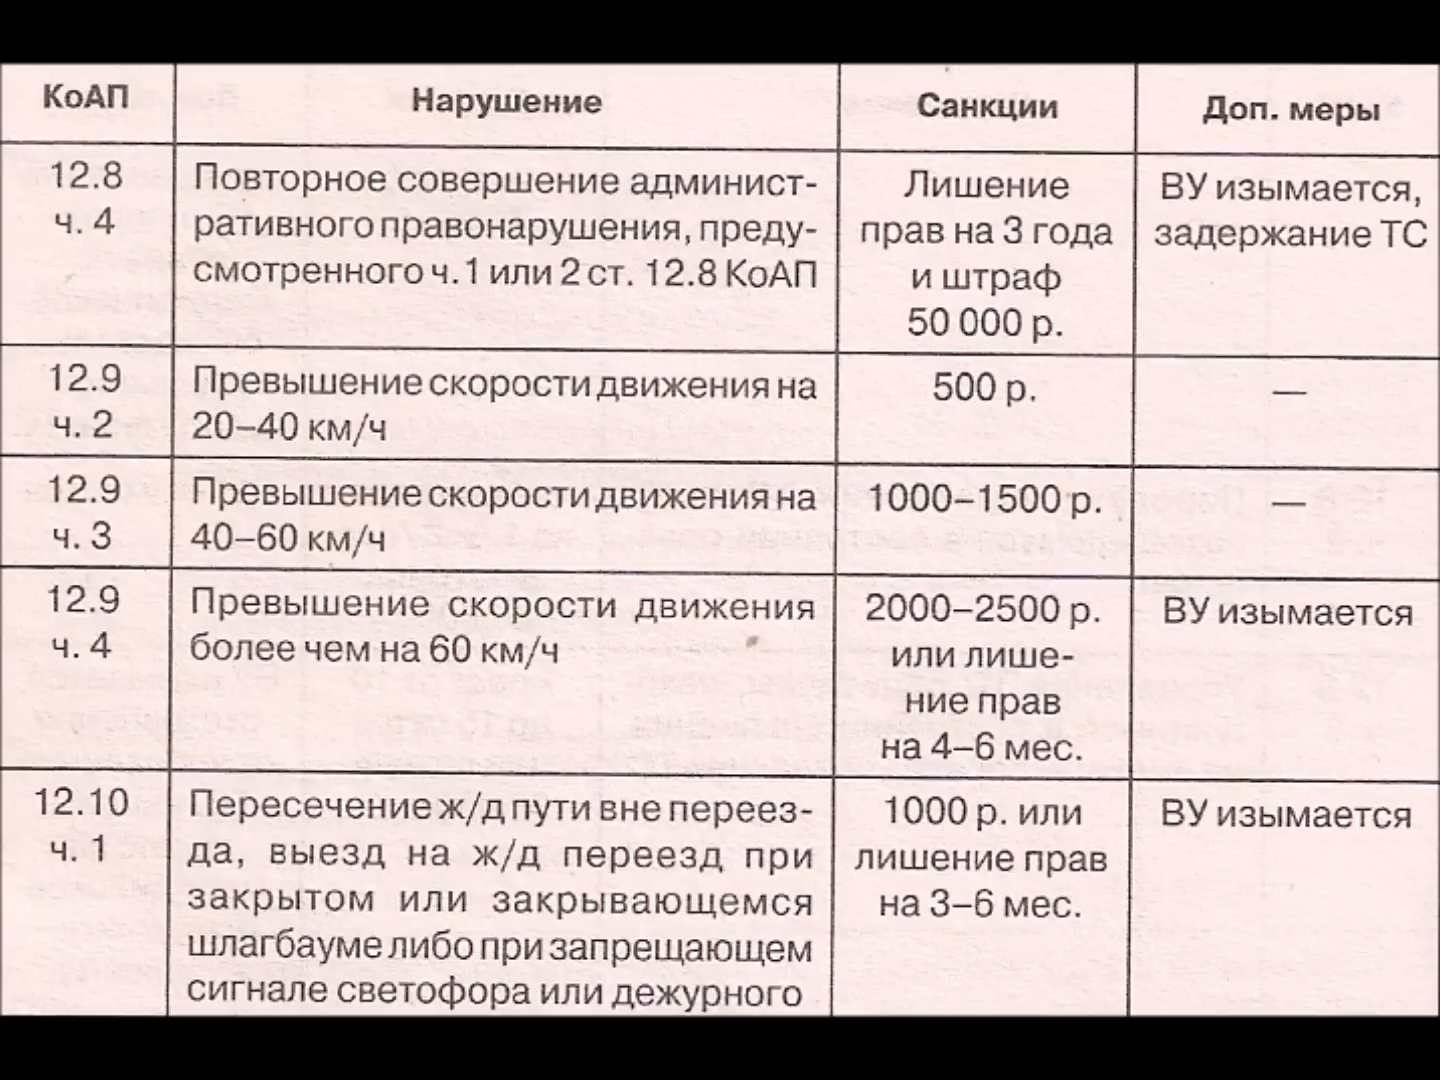 КоАП Нарушение Санкции Доп. меры
12.8
ч. 4
Повторное совершение админист-
ративного правонарушения, преду-
смотренного ч. 1 или 2 ст. 12.8 КоАП
Лишение
прав на 3 года
и штраф
50 000 р.
ВУ изымается,
задержание ТС
12.9
ч. 2
Превышение скорости движения на
20–40 км/ч
500 р.
—
12.9
ч. 3
Превышение скорости движения на
40–60 км/ч
1000–1500 р.
—
12.9
ч. 4
Превышение скорости движения
более чем на 60 км/ч
2000–2500 р.
или лише-
ние прав
на 4–6 мес.
ВУ изымается
12.10
ч. 1
Пересечение ж/д пути вне переез-
да, выезд на ж/д переезд при
закрытом или закрывающемся
шлагбауме либо при запрещающем
сигнале светофора или дежурного
1000 р. или
лишение прав
на 3–6 мес.
ВУ изымается